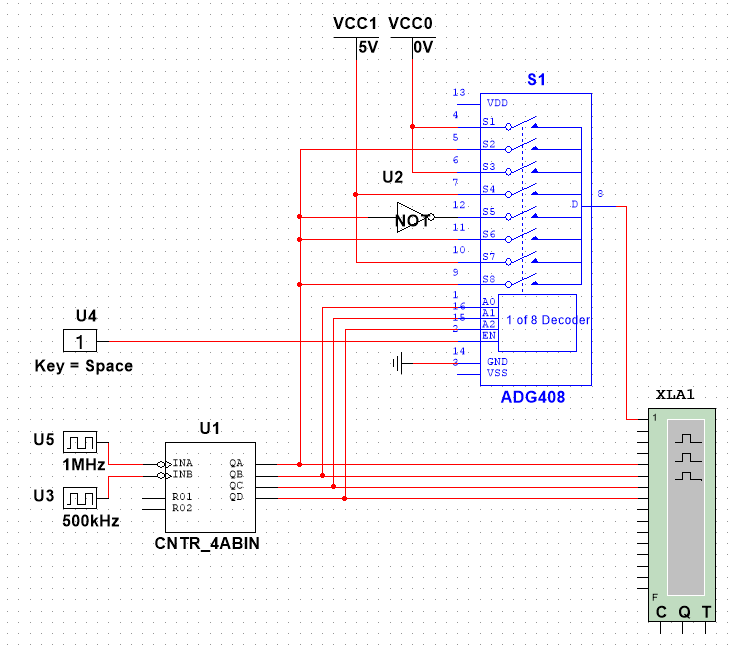 VCC1 VCC0
5V 0V
S1
13 VDD
4 S1
5 S2
6 S3
U2
7 S4
NOT
12 S5
8
D
11 S6
10 S7
9 S8
1 A0
16 A1
15 A2
2 EN
1 of 8 Decoder
U4
1
Key = Space
14 GND
3 VSS
ADG408
XLA1
1
U1
U5
1MHz
INA QA
INB QB
QC
QD
R01
R02
U3
500kHz
CNTR_4ABIN
F
C Q T